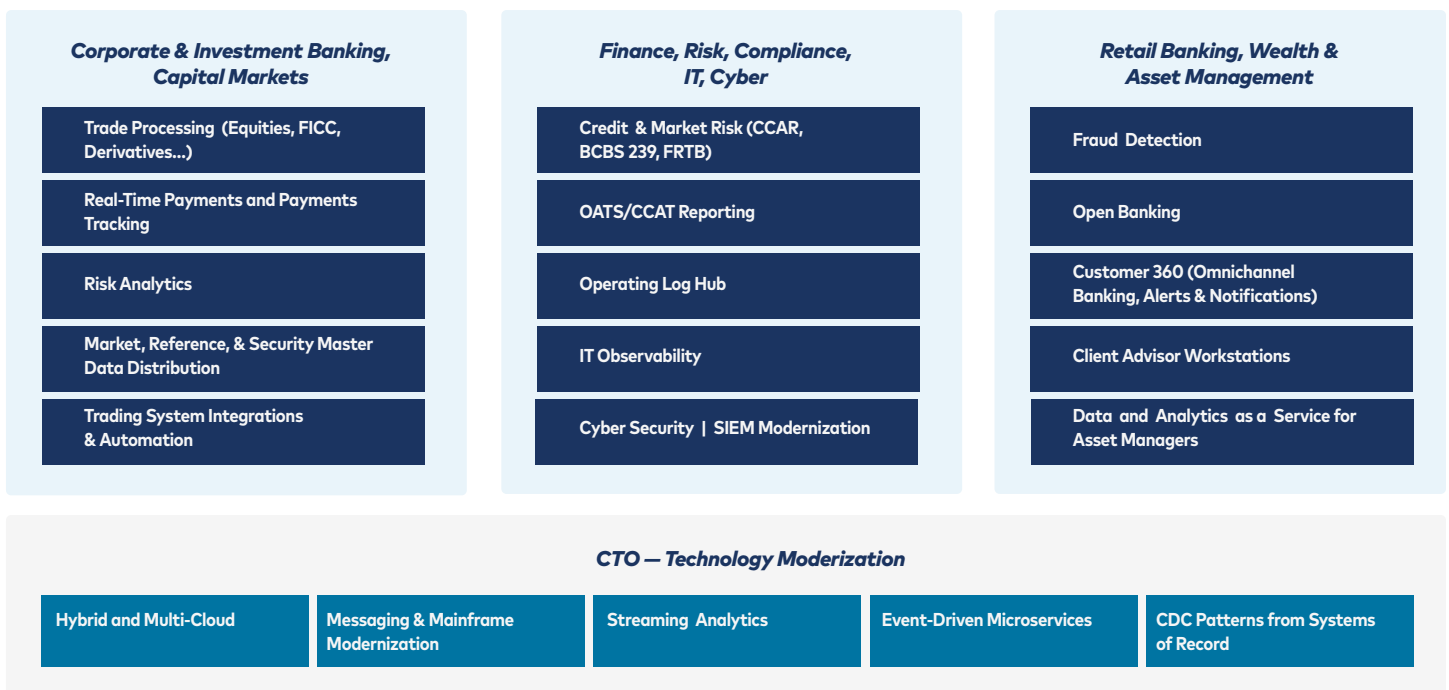 Corporate & Investment Banking,
Capital Markets
Trade Processing (Equities, FICC,
Derivatives...)
Real-Time Payments and Payments
Tracking
Risk Analytics
Market, Reference, & Security Master
Data Distribution
Trading System Integrations
& Automation
Finance, Risk, Compliance,
IT, Cyber
Credit & Market Risk (CCAR,
BCBS 239, FRTB)
OATS/CCAT Reporting
Operating Log Hub
IT Observability
Cyber Security | SIEM Modernization
Retail Banking, Wealth &
Asset Management
Fraud Detection
Open Banking
Customer 360 (Omnichannel
Banking, Alerts & Notifications)
Client Advisor Workstations
Data and Analytics as a Service for
Asset Managers
CTO — Technology Moderization
Hybrid and Multi-Cloud
Messaging & Mainframe
Modernization
Streaming Analytics
Event-Driven Microservices
CDC Patterns from Systems
of Record